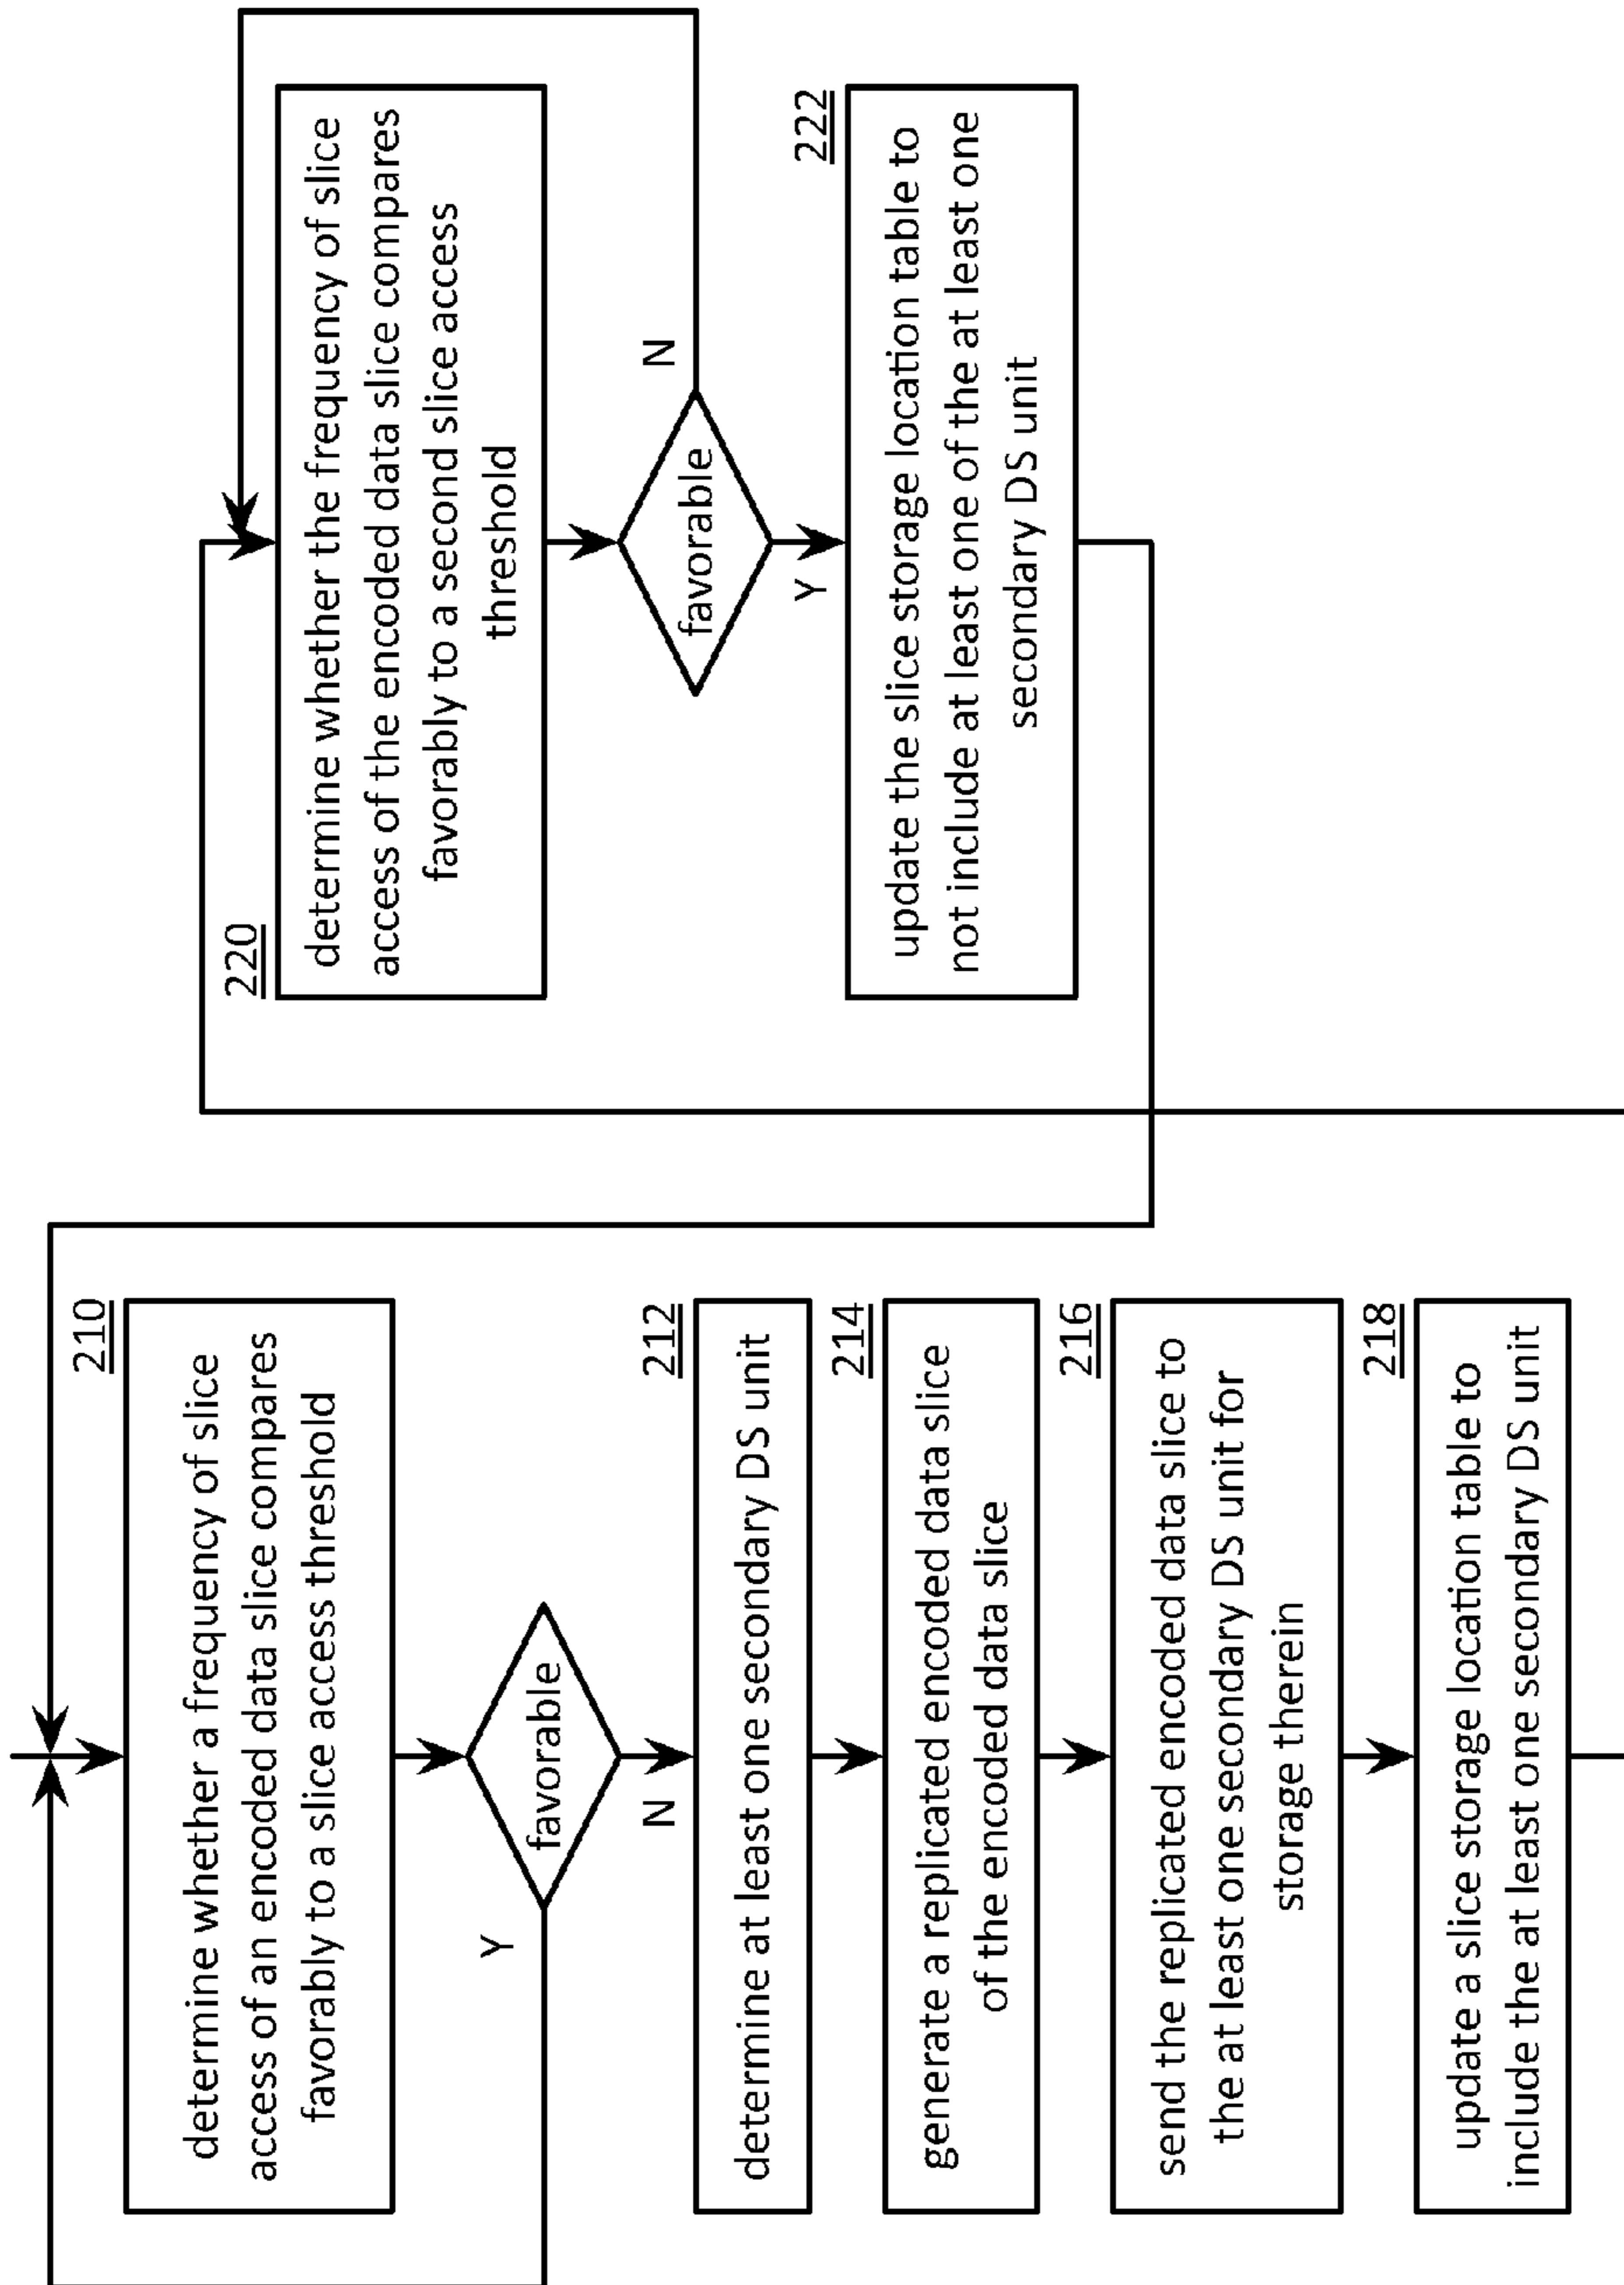 210
determine whether a frequency of slice
access of an encoded data slice compares
favorably to a slice access threshold
favorable
Y
N
212
determine at least one secondary DS unit
214
generate a replicated encoded data slice
of the encoded data slice
216
send the replicated encoded data slice to
the at least one secondary DS unit for
storage therein
218
update a slice storage location table to
include the at least one secondary DS unit
220
determine whether the frequency of slice
access of the encoded data slice compares
favorably to a second slice access
threshold
favorable
N
Y
222
update the slice storage location table to
not include at least one of the at least one
secondary DS unit